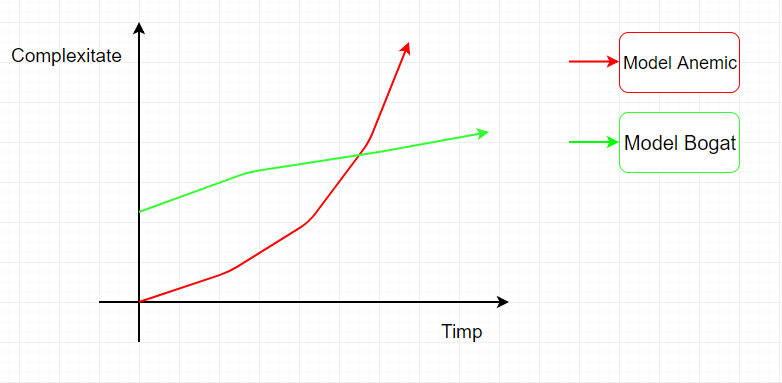 Complexitate
Model Anemic
Model Bogat
Timp